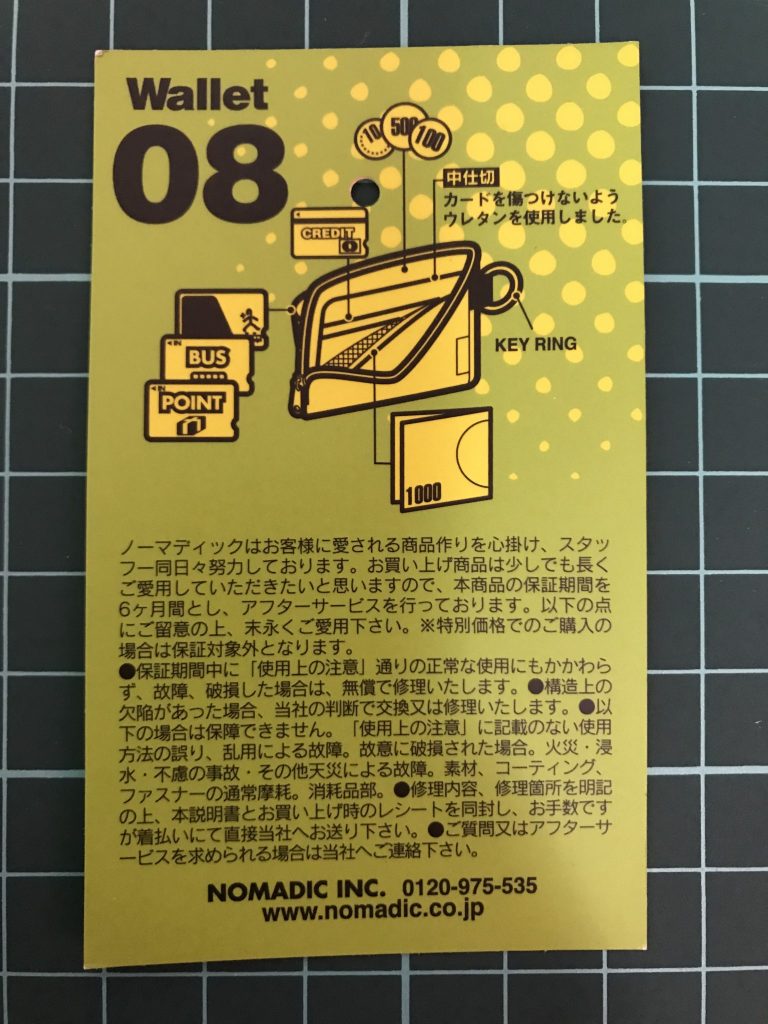 Wallet
08
10 500 100
中仕切
カードを傷つけないよう
ウレタンを使用しました。
CREDIT
KEY RING
IN
BUS
IN
POINT
1000
ノーマディックはお客様に愛される商品作りを心掛け、スタッ
フ一同日々努力しております。お買い上げ商品は少しでも長く
ご愛用していただきたいと思いますので、本商品の保証期間を
6ヶ月間とし、アフターサービスを行っております。以下の点
にご留意の上、末永くご愛用下さい。※特別価格でのご購入の
場合は保証対象外となります。
●保証期間中に「使用上の注意」通りの正常な使用にもかかわら
ず、故障、破損した場合は、無償で修理いたします。●構造上の
欠陥があった場合、当社の判断で交換又は修理いたします。●以
下の場合は保障できません。「使用上の注意」に記載のない使用
方法の誤り、乱用による故障。故意に破損された場合。火災・浸
水・不慮の事故・その他天災による故障。素材、コーティング、
ファスナーの通常摩耗。消耗品部。●修理内容、修理箇所を明記
の上、本説明書とお買い上げ時のレシートを同封し、お手数です
が着払いにて直接当社へお送り下さい。●ご質問又はアフターサ
ービスを求められる場合は当社へご連絡下さい。
NOMADIC INC. 0120-975-535
www.nomadic.co.jp